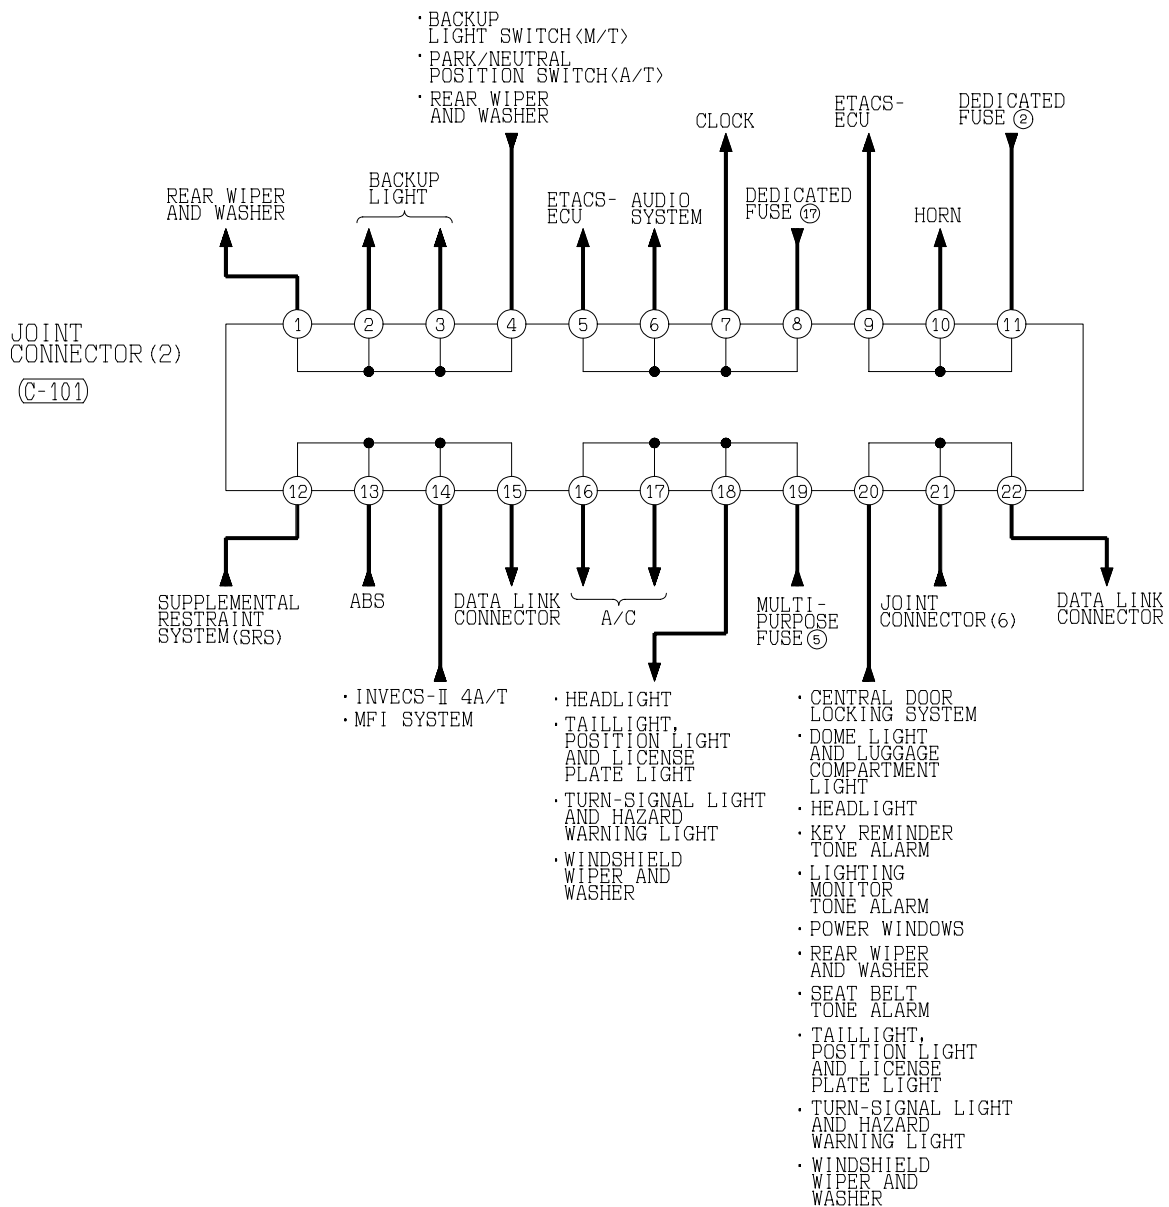 · BACKUP
LIGHT SWITCH〈M/T〉
· PARK/NEUTRAL
POSITION SWITCH〈A/T〉
· REAR WIPER
AND WASHER
CLOCK
ETACS-
ECU
DEDICATED
FUSE ②
REAR WIPER
AND WASHER
BACKUP
LIGHT
ETACS-
ECU
AUDIO
SYSTEM
DEDICATED
FUSE ⑰
HORN
1 2 3 4 5 6 7 8 9 10 11
JOINT
CONNECTOR (2)
C-101
12 13 14 15 16 17 18 19 20 21 22
SUPPLEMENTAL
RESTRAINT
SYSTEM (SRS)
ABS
DATA LINK
CONNECTOR
A/C
MULTI-
PURPOSE
FUSE ⑤
JOINT
CONNECTOR (6)
DATA LINK
CONNECTOR
· INVECS-Ⅱ 4A/T
· MFI SYSTEM
· HEADLIGHT
· TAILLIGHT,
POSITION LIGHT
AND LICENSE
PLATE LIGHT
· TURN-SIGNAL LIGHT
AND HAZARD
WARNING LIGHT
· WINDSHIELD
WIPER AND
WASHER
· CENTRAL DOOR
LOCKING SYSTEM
· DOME LIGHT
AND LUGGAGE
COMPARTMENT
LIGHT
· HEADLIGHT
· KEY REMINDER
TONE ALARM
· LIGHTING
MONITOR
TONE ALARM
· POWER WINDOWS
· REAR WIPER
AND WASHER
· SEAT BELT
TONE ALARM
· TAILLIGHT,
POSITION LIGHT
AND LICENSE
PLATE LIGHT
· TURN-SIGNAL LIGHT
AND HAZARD
WARNING LIGHT
· WINDSHIELD
WIPER AND
WASHER